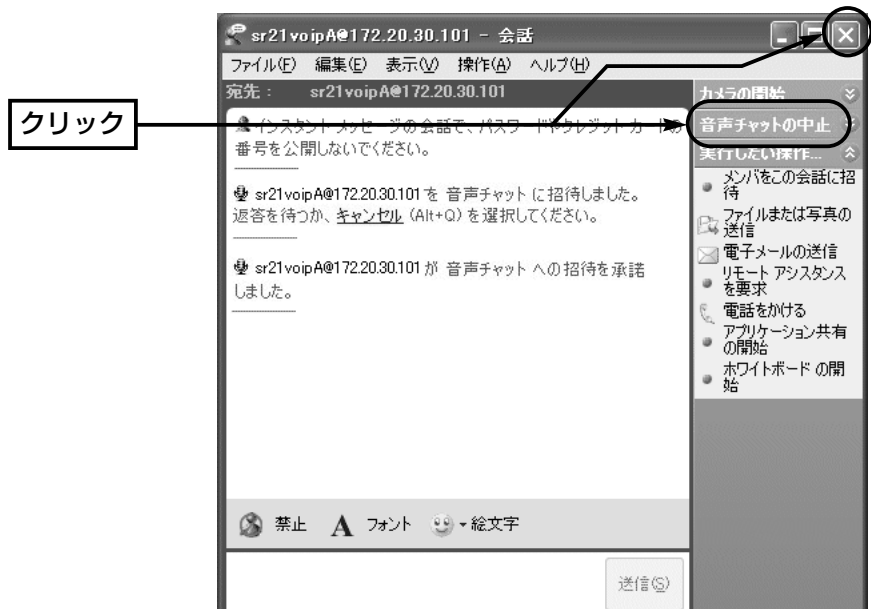 sr21voipA@172.20.30.101 - 会話
ファイル(F) 編集(E) 表示(V) 操作(A) ヘルプ(H)
宛先： sr21voipA@172.20.30.101
クリック
インスタント メッセージの会話で、パスワードやクレジット カードの
番号を公開しないでください。
sr21voipA@172.20.30.101 を 音声チャット に招待しました。
返答を待つか、キャンセル (Alt+Q) を選択してください。
sr21voipA@172.20.30.101 が 音声チャット への招待を承諾
しました。
カメラの開始
音声チャットの中止
実行したい操作...
メンバをこの会話に招
待
ファイルまたは写真の
送信
電子メールの送信
リモート アシスタンス
を要求
電話をかける
アプリケーション共有
の開始
ホワイトボード の開
始
禁止 A フォント 絵文字
送信(S)